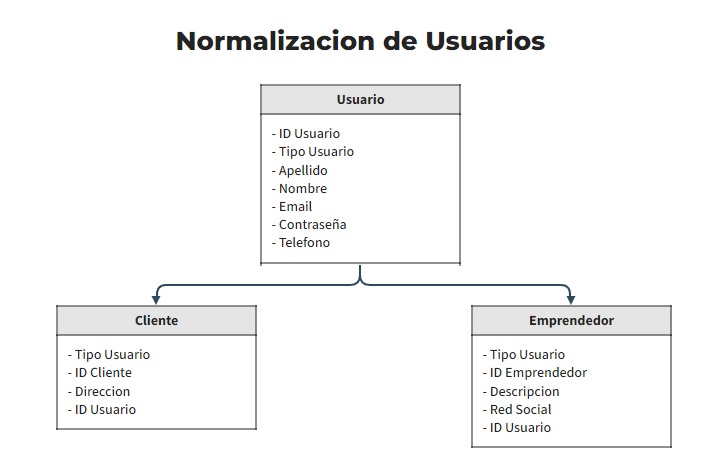 Normalizacion de Usuarios
Usuario
- ID Usuario
- Tipo Usuario
- Apellido
- Nombre
- Email
- Contraseña
- Telefono
Cliente
- Tipo Usuario
- ID Cliente
- Direccion
- ID Usuario
Emprendedor
- Tipo Usuario
- ID Emprendedor
- Descripcion
- Red Social
- ID Usuario